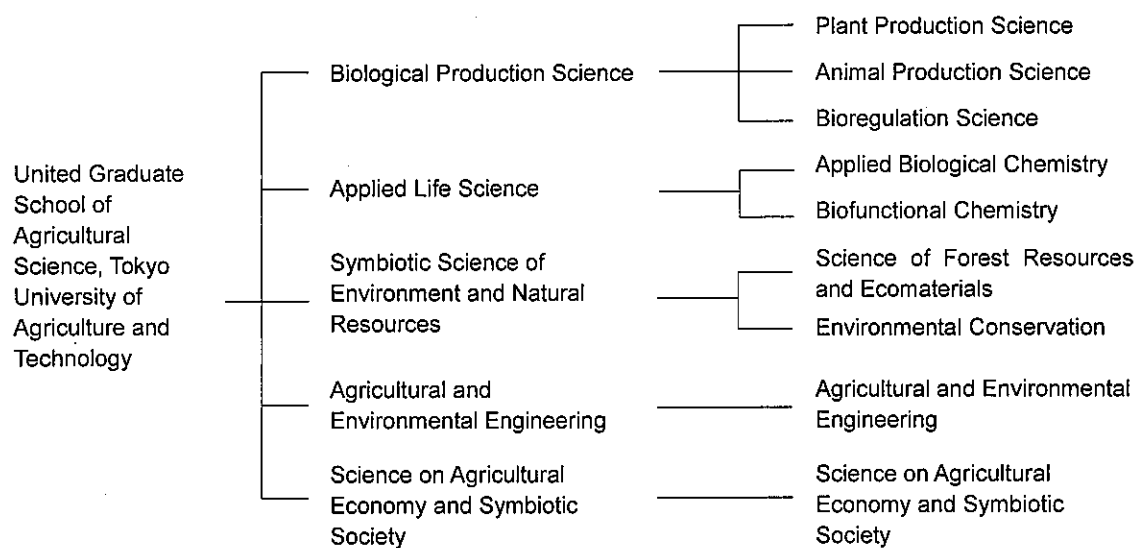 United Graduate
School of
Agricultural
Science, Tokyo
University of
Agriculture and
Technology
Biological Production Science
Plant Production Science
Animal Production Science
Bioregulation Science
Applied Life Science
Applied Biological Chemistry
Biofunctional Chemistry
Symbiotic Science of
Environment and Natural
Resources
Science of Forest Resources
and Ecomaterials
Environmental Conservation
Agricultural and
Environmental Engineering
Agricultural and Environmental
Engineering
Science on Agricultural
Economy and Symbiotic
Society
Science on Agricultural
Economy and Symbiotic
Society